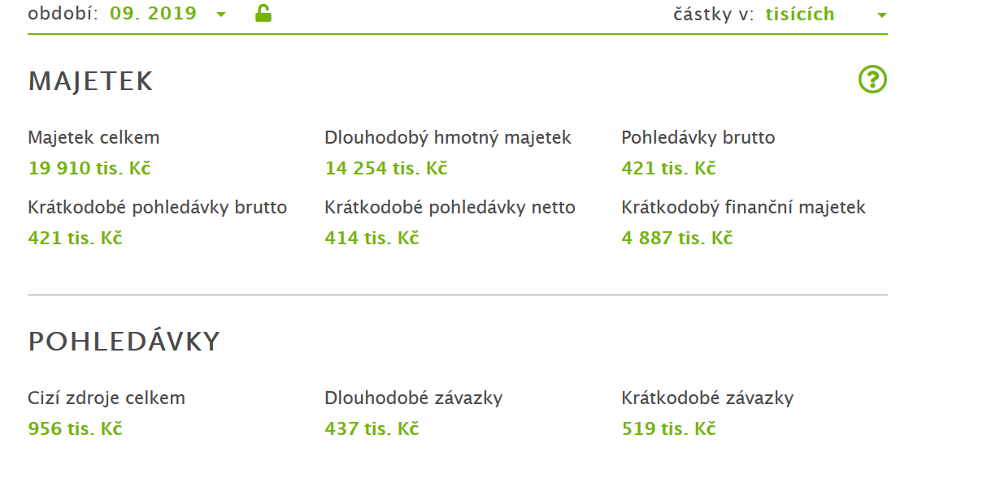 období: 09. 2019 částky v: tisících
MAJETEK
Majetek celkem Dlouhodobý hmotný majetek Pohledávky brutto
19 910 tis. Kč 14 254 tis. Kč 421 tis. Kč
Krátkodobé pohledávky brutto Krátkodobé pohledávky netto Krátkodobý finanční majetek
421 tis. Kč 414 tis. Kč 4 887 tis. Kč
POHLEDÁVKY
Cizí zdroje celkem Dlouhodobé závazky Krátkodobé závazky
956 tis. Kč 437 tis. Kč 519 tis. Kč